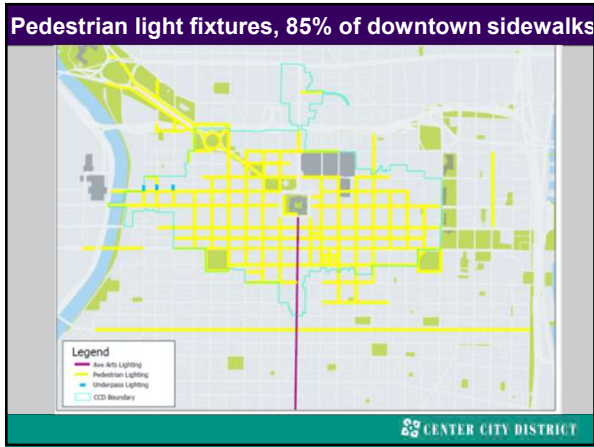 Pedestrian light fixtures, 85% of downtown sidewalks
Legend
Ave Arts Lighting
Pedestrian Lighting
Underpass Lighting
CCD Boundary
CENTER CITY DISTRICT